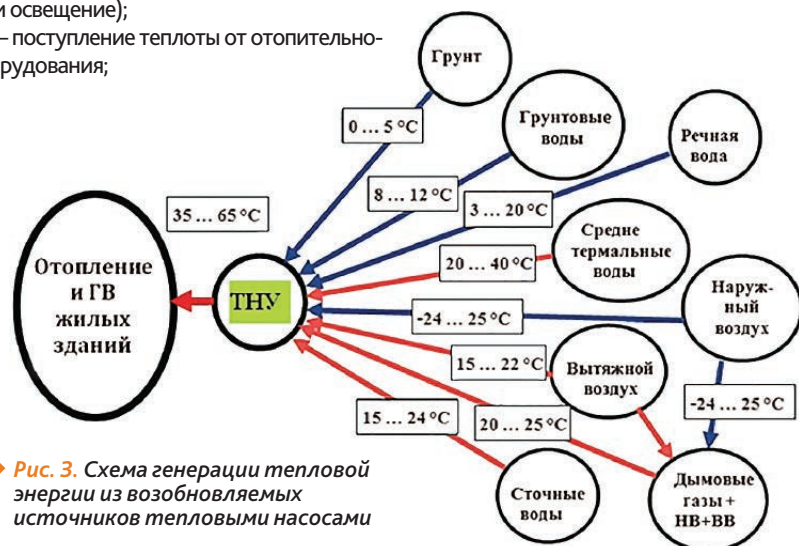 и освещение);
– поступление теплоты от отопительно-
рудования;
Грунт
0 ... 5 °C
Грунтовые
воды
Речная
вода
8 ... 12 °C
3 ... 20 °C
35 ... 65 °C
Средне
термальные
воды
20 ... 40 °C
Отопление
и ГВ
жилых
зданий
ТНУ
Наруж-
ный
воздух
-24 ... 25 °C
15 ... 22 °C
Вытяжной
воздух
-24 ... 25 °C
15 ... 24 °C
20 ... 25 °C
Сточные
воды
Дымовые
газы +
НВ+ВВ
Рис. 3. Схема генерации тепловой
энергии из возобновляемых
источников тепловыми насосами